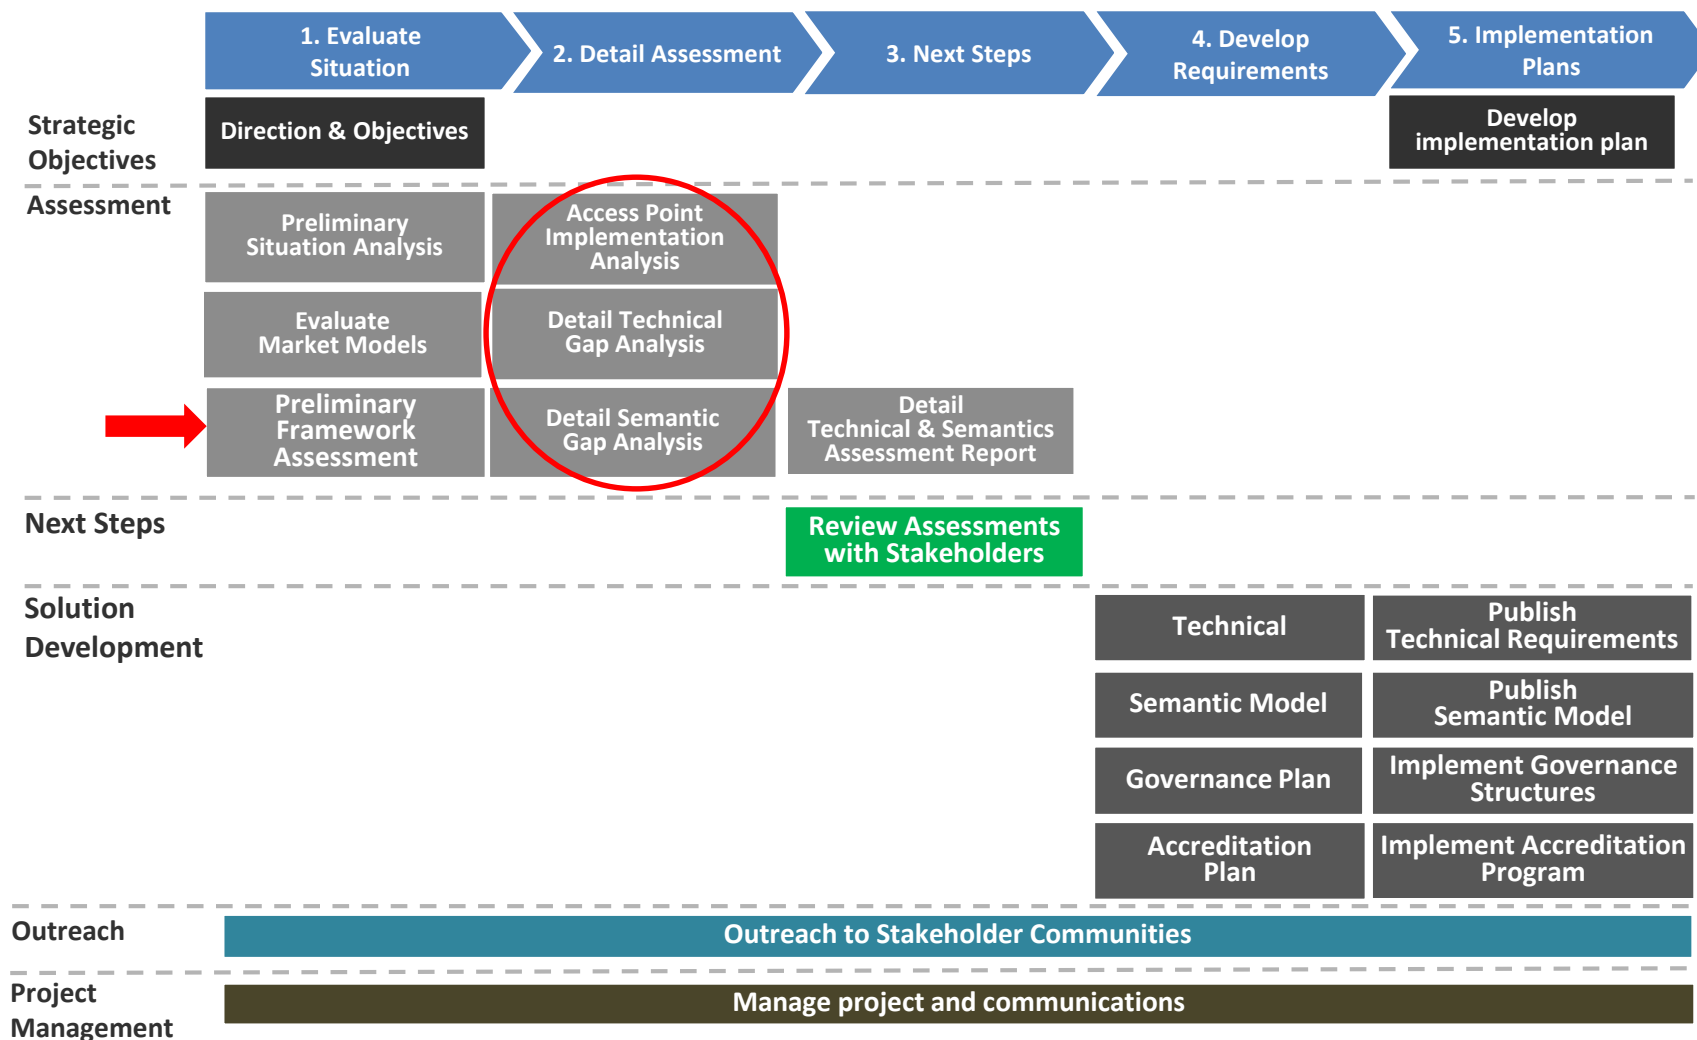 1. Evaluate
Situation
2. Detail Assessment
3. Next Steps
4. Develop
Requirements
5. Implementation
Plans
Strategic
Objectives
Direction & Objectives
Develop
implementation plan
Assessment
Preliminary
Situation Analysis
Access Point
Implementation
Analysis
Evaluate
Market Models
Detail Technical
Gap Analysis
Preliminary
Framework
Assessment
Detail Semantic
Gap Analysis
Detail
Technical & Semantics
Assessment Report
Next Steps
Review Assessments
with Stakeholders
Solution
Development
Technical
Publish
Technical Requirements
Semantic Model
Publish
Semantic Model
Governance Plan
Implement Governance
Structures
Accreditation
Plan
Implement Accreditation
Program
Outreach
Outreach to Stakeholder Communities
Project
Management
Manage project and communications